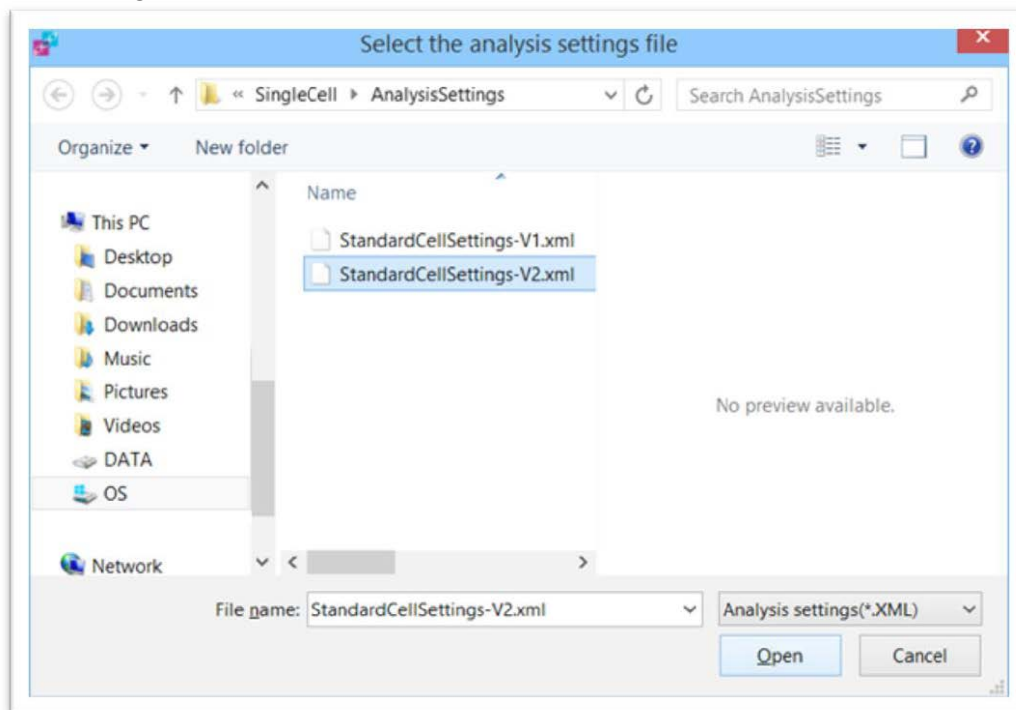 Select the analysis settings file
« SingleCell AnalysisSettings
Search AnalysisSettings
Organize
New folder
Name
This PC
Desktop
Documents
Downloads
Music
Pictures
Videos
DATA
OS
Network
StandardCellSettings-V1.xml
StandardCellSettings-V2.xml
No preview available.
File name: StandardCellSettings-V2.xml
Analysis settings(*.XML)
Open
Cancel